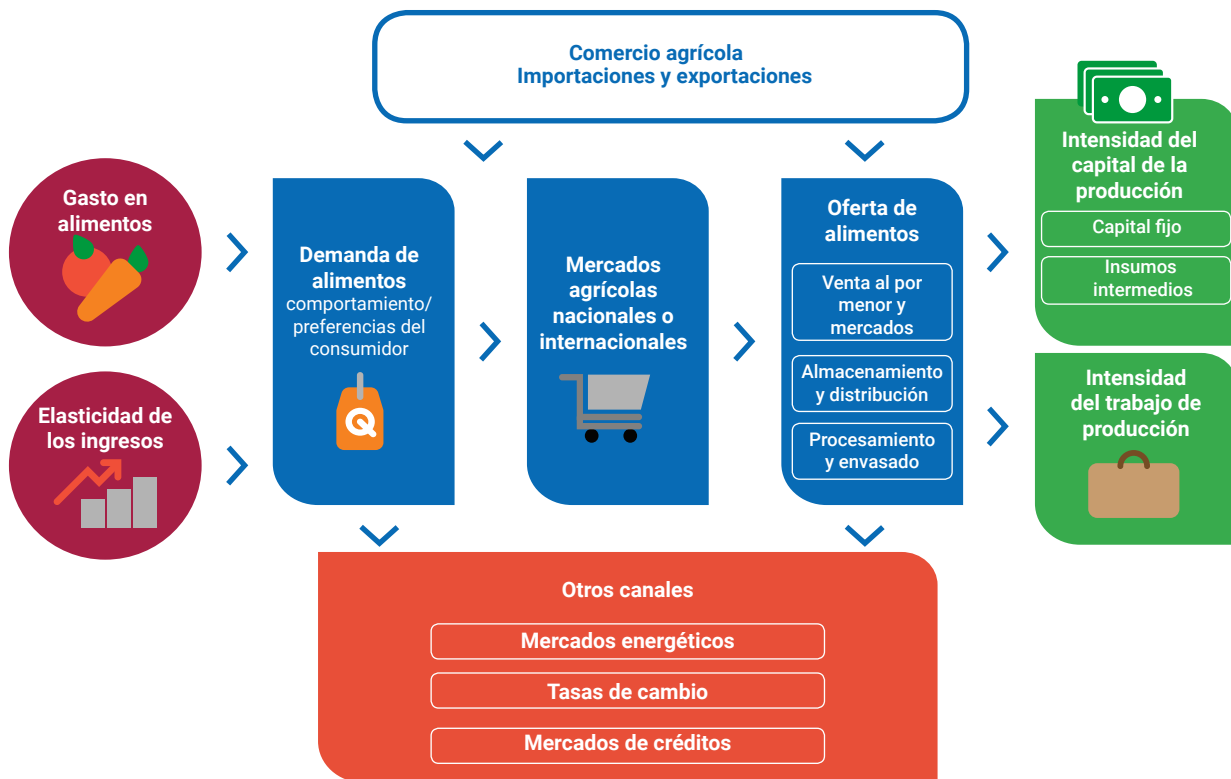 Comercio agrícola
Importaciones y exportaciones
Gasto en
alimentos
Elasticidad de
los ingresos
Demanda de
alimentos
comportamiento/
preferencias del
consumidor
Q
Mercados
agrícolas
nacionales o
internacionales
Oferta de
alimentos
Venta al por
menor y
mercados
Almacenamiento
y distribución
Procesamiento
y envasado
Intensidad del
capital de la
producción
Capital fijo
Insumos
intermedios
Intensidad
del trabajo de
producción
Otros canales
Mercados energéticos
Tasas de cambio
Mercados de créditos